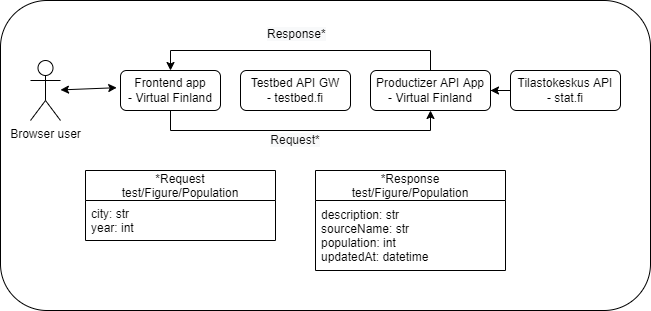 Response*
Frontend app
- Virtual Finland
Testbed API GW
- testbed.fi
Productizer API App
- Virtual Finland
Tilastokeskus API
- stat.fi
Browser user
Request*
*Request
test/Figure/Population
city: str
year: int
*Response
test/Figure/Population
description: str
sourceName: str
population: int
updatedAt: datetime